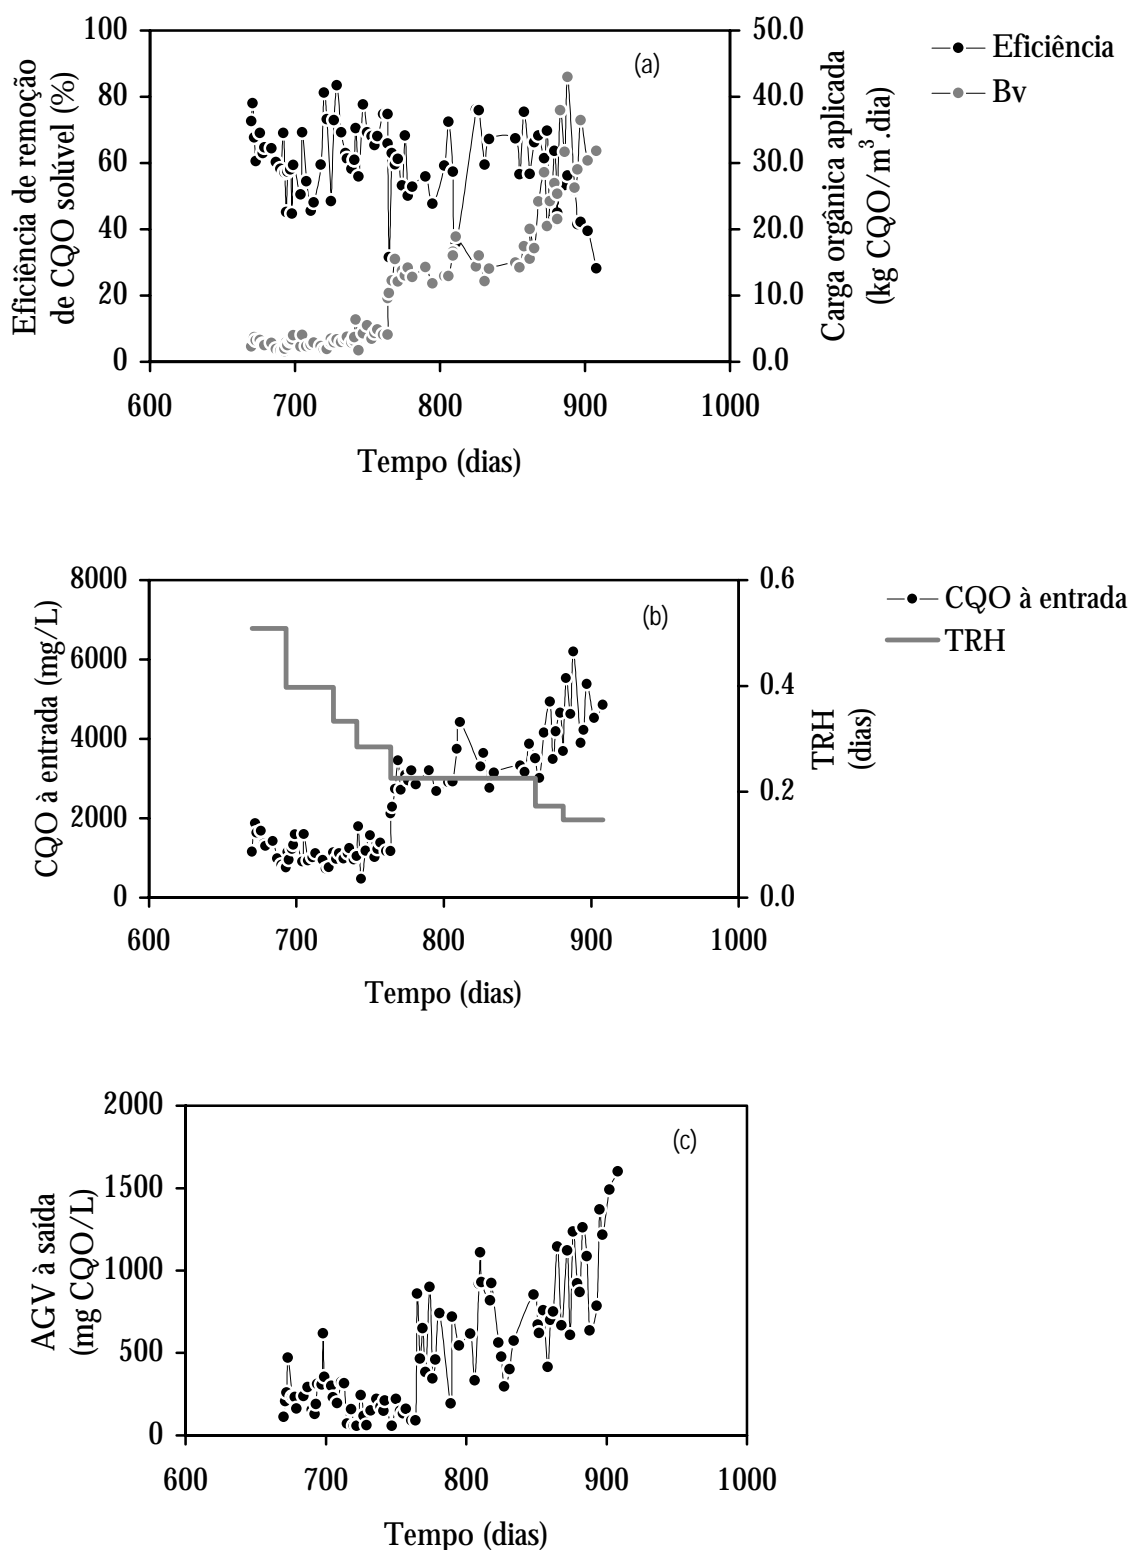 100
80
60
40
20
0
Eficiência de remoção
de CQO solúvel (%)
(a)
50.0
40.0
30.0
20.0
10.0
0.0
Carga orgânica aplicada
(kg CQO/m³.dia)
Eficiência
Bv
600 700 800 900 1000
Tempo (dias)
8000
6000
4000
2000
0
CQO à entrada (mg/L)
(b)
0.6
0.4
0.2
0.0
TRH
(dias)
CQO à entrada
TRH
600 700 800 900 1000
Tempo (dias)
2000
1500
1000
500
0
AGV à saída
(mg CQO/L)
(c)
600 700 800 900 1000
Tempo (dias)